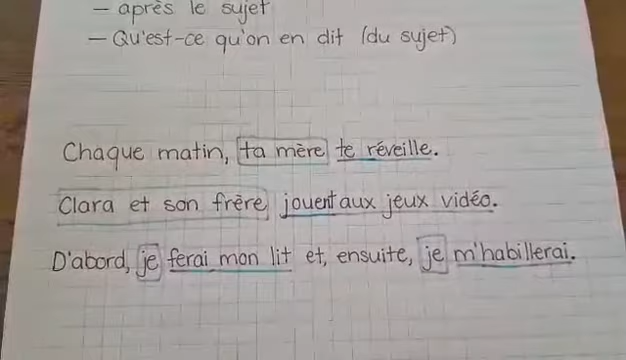 – après le sujet
– Qu'est-ce qu'on en dit (du sujet)
Chaque matin, ta mère te réveille.
Clara et son frère jouent aux jeux vidéo.
D'abord, je ferai mon lit et, ensuite, je m'habillerai.